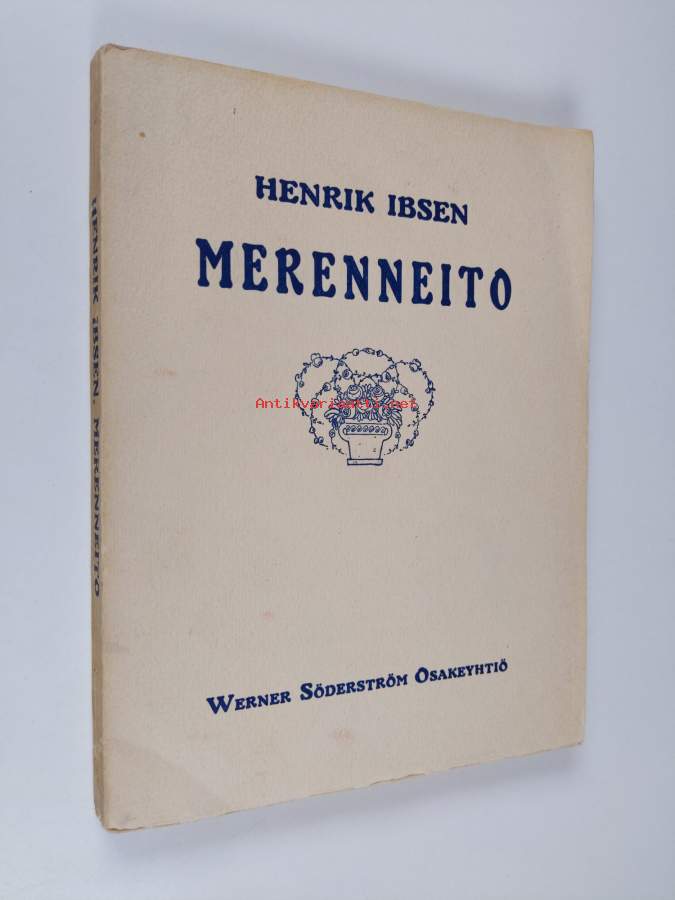 HENRIK IBSEN
MERENNEITO
Antikvariaatti.net
WERNER SÖDERSTRÖM OSAKEYHTIÖ
HENRIK IBSEN MERENNEITO